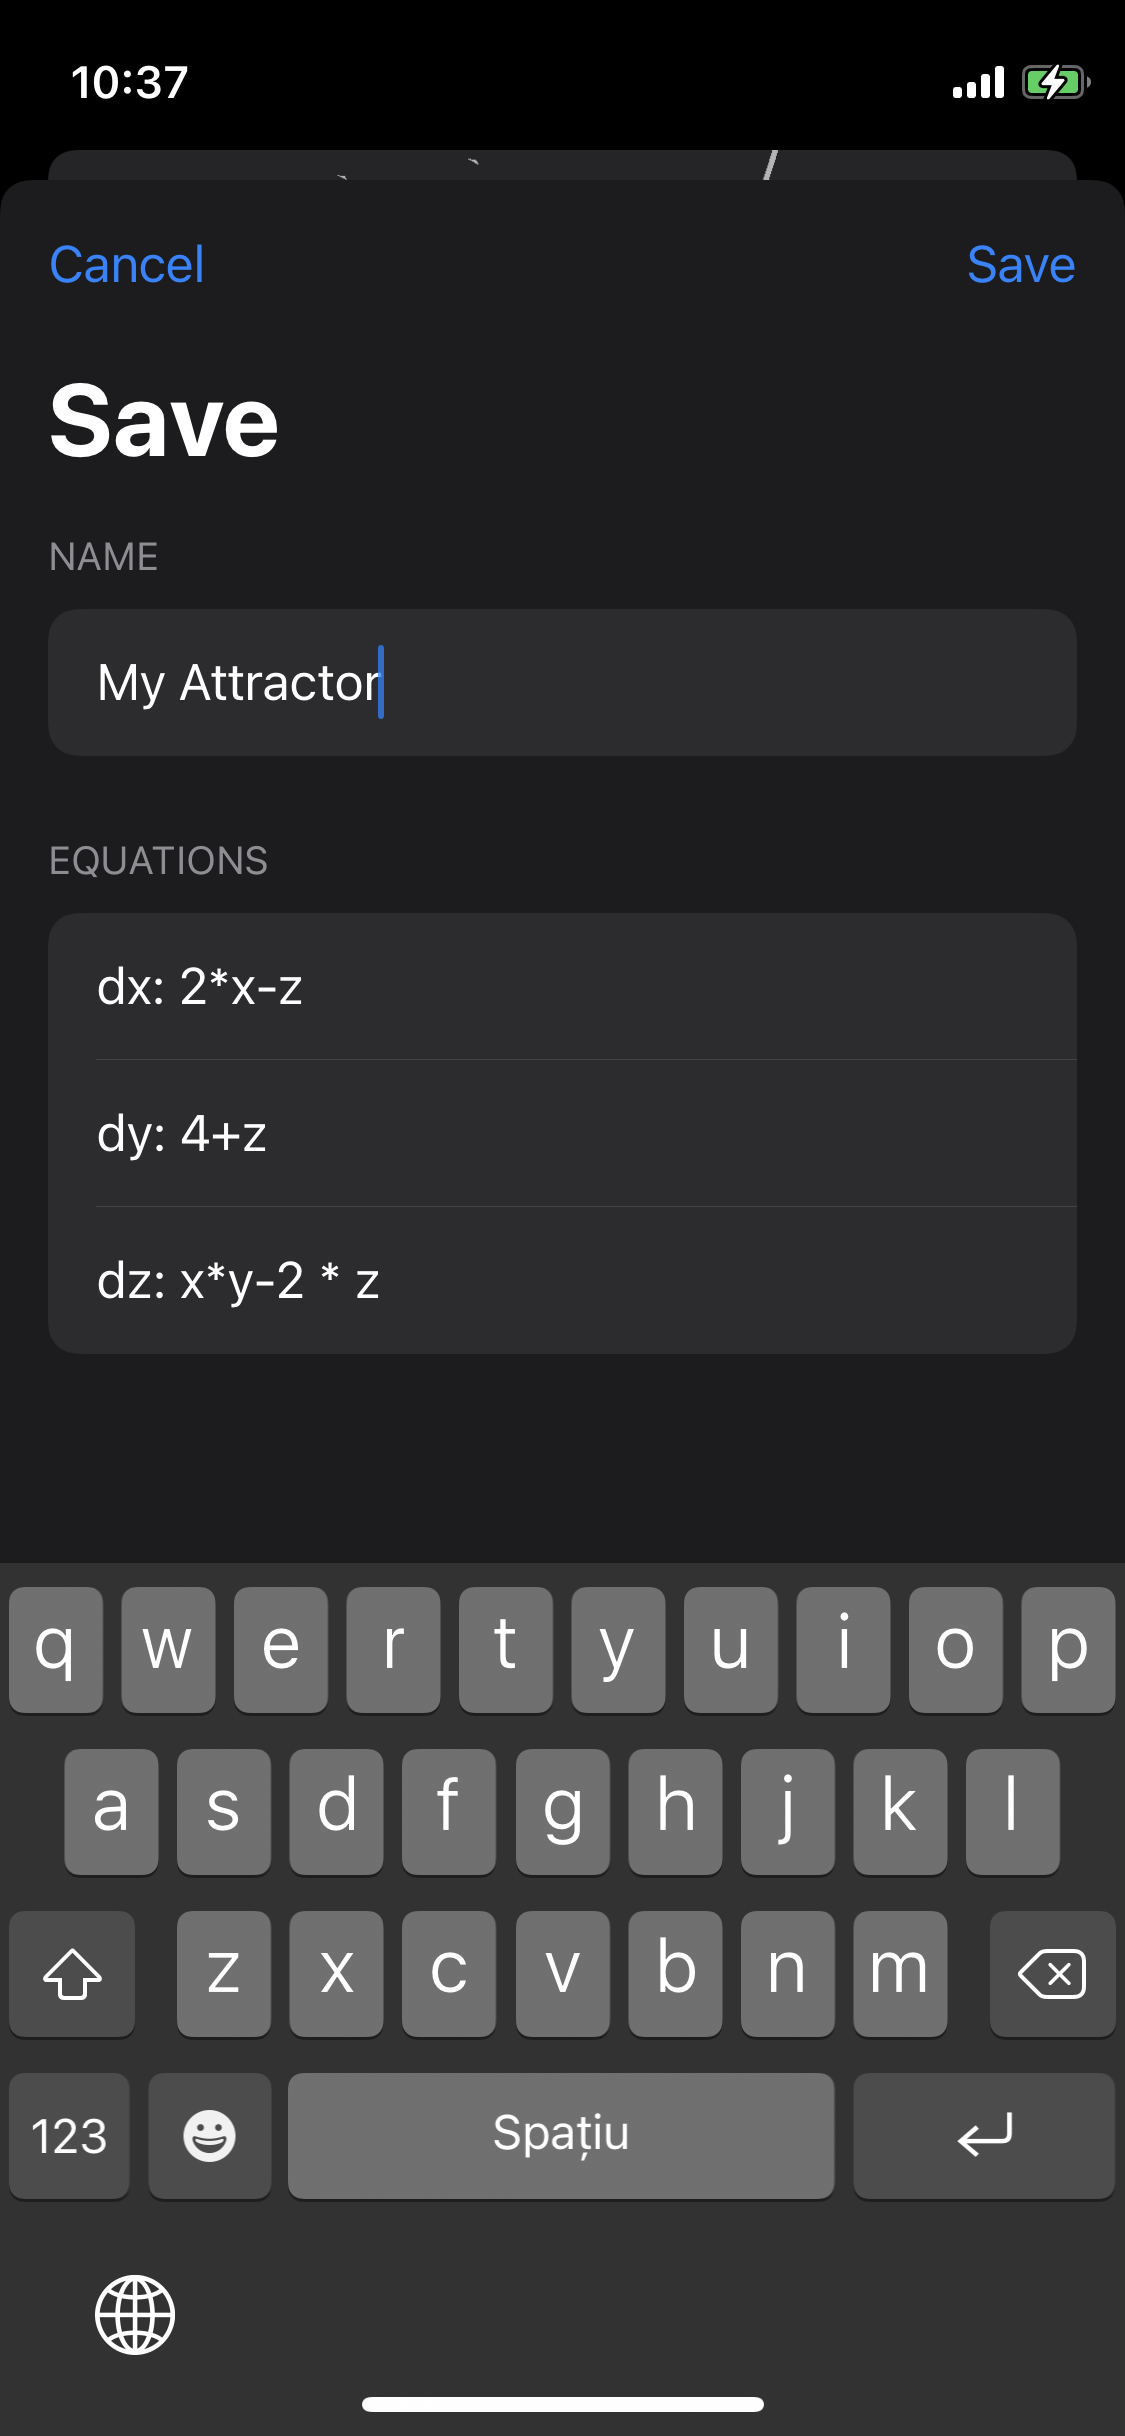 10:37
Cancel Save
Save
NAME
My Attractor
EQUATIONS
dx: 2*x-z
dy: 4+z
dz: x*y-2 * z
q w e r t y u i o p
a s d f g h j k l
z x c v b n m
123 Spațiu